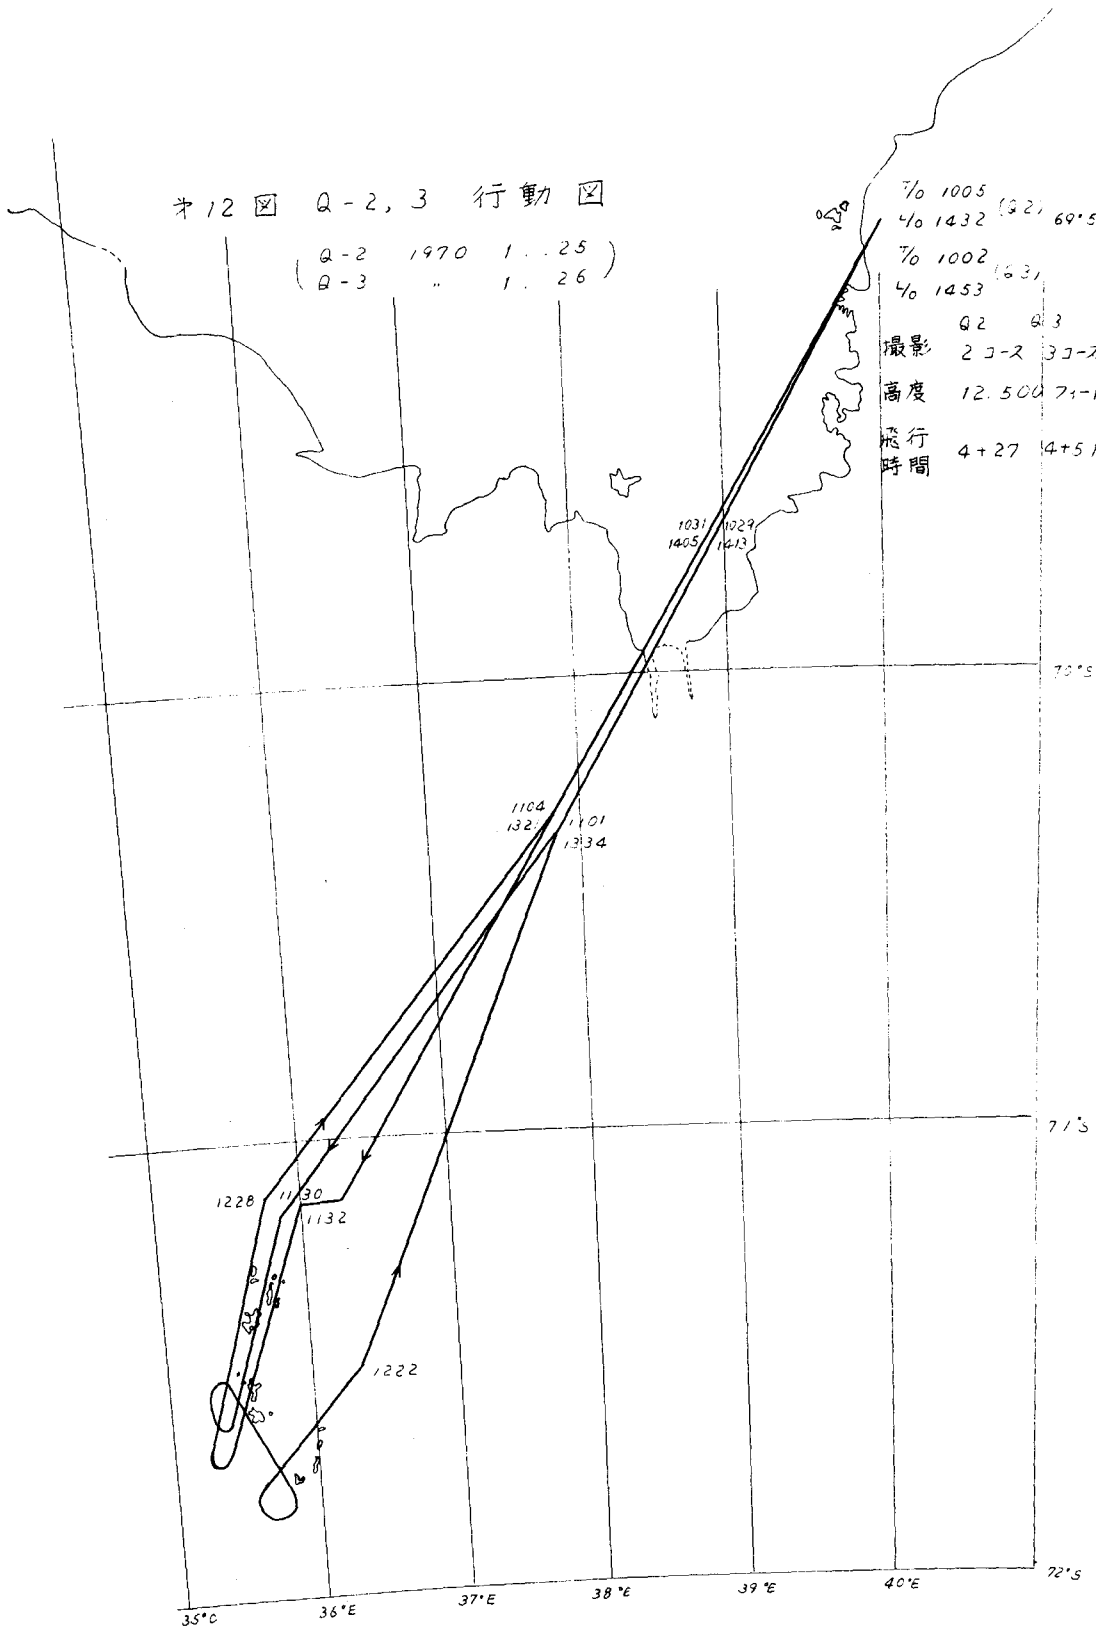 才12図 Q-2, 3 行動図
Q-2 1970 1. .25
Q-3 〃 1. 26
T/O 1005
L/O 1432 (Q2)
69°S
T/O 1002
L/O 1453 (Q3)
Q2 Q3
撮影 2コース 3コース
高度 12.500 フィート
飛行時間 4+27 4+51
1031 1029
1405 1413
70°S
1104 1101
1321 1334
71°S
1228 1130
1132
1222
72°S
35°E 36°E 37°E 38°E 39°E 40°E